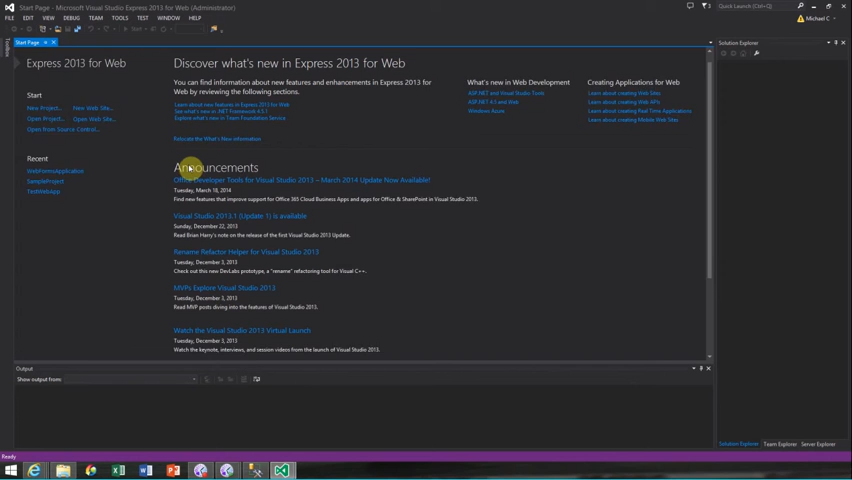 Start Page - Microsoft Visual Studio Express 2013 for Web (Administrator)
Quick Launch (Ctrl+Q)
FILE EDIT VIEW DEBUG TEAM TOOLS TEST WINDOW HELP
Michael C
Toolbox
Start Page
Solution Explorer
Express 2013 for Web
Start
New Project...
New Web Site...
Open Project...
Open Web Site...
Open from Source Control...
Recent
WebFormsApplication
SampleProject
TestWebApp
Discover what's new in Express 2013 for Web
You can find information about new features and enhancements in Express 2013 for
Web by reviewing the following sections.
Learn about new features in Express 2013 for Web
See what's new in .NET Framework 4.5.1
Explore what's new in Team Foundation Service
Relocate the What's New information
What's new in Web Development
ASP.NET and Visual Studio Tools
ASP.NET 4.5 and Web
Windows Azure
Creating Applications for Web
Learn about creating Web Sites
Learn about creating Web APIs
Learn about creating Real Time Applications
Learn about creating Mobile Web Sites
Announcements
Office Developer Tools for Visual Studio 2013 – March 2014 Update Now Available!
Tuesday, March 18, 2014
Find new features that improve support for Office 365 Cloud Business Apps and apps for Office & SharePoint in Visual Studio 2013.
Visual Studio 2013.1 (Update 1) is available
Sunday, December 22, 2013
Read Brian Harry's note on the release of the first Visual Studio 2013 Update.
Rename Refactor Helper for Visual Studio 2013
Tuesday, December 3, 2013
Check out this new DevLabs prototype, a "rename" refactoring tool for Visual C++.
MVPs Explore Visual Studio 2013
Tuesday, December 3, 2013
Read MVP posts diving into the features of Visual Studio 2013.
Watch the Visual Studio 2013 Virtual Launch
Tuesday, December 3, 2013
Watch the keynote, interviews, and session videos from the launch of Visual Studio 2013.
Output
Show output from:
Solution Explorer Team Explorer Server Explorer
Ready